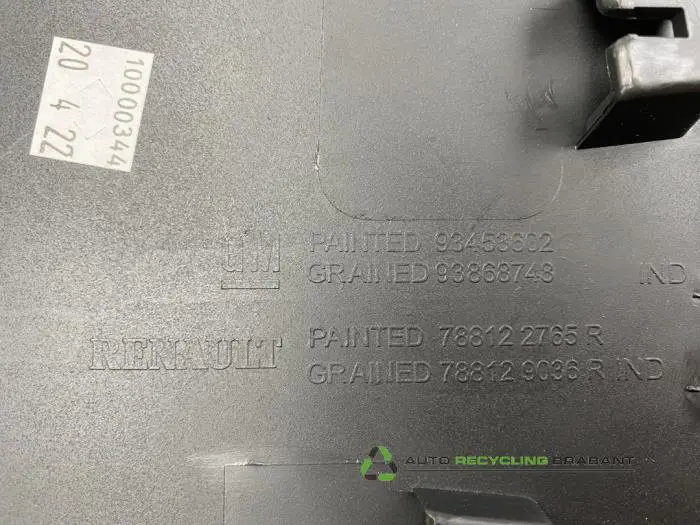 10000344
20 4 22
GM PAINTED 93453602
GRAINED 93868748 IND
RENAULT PAINTED 78812 2765 R
GRAINED 78812 9036 R IND
AUTO RECYCLING BRABANT